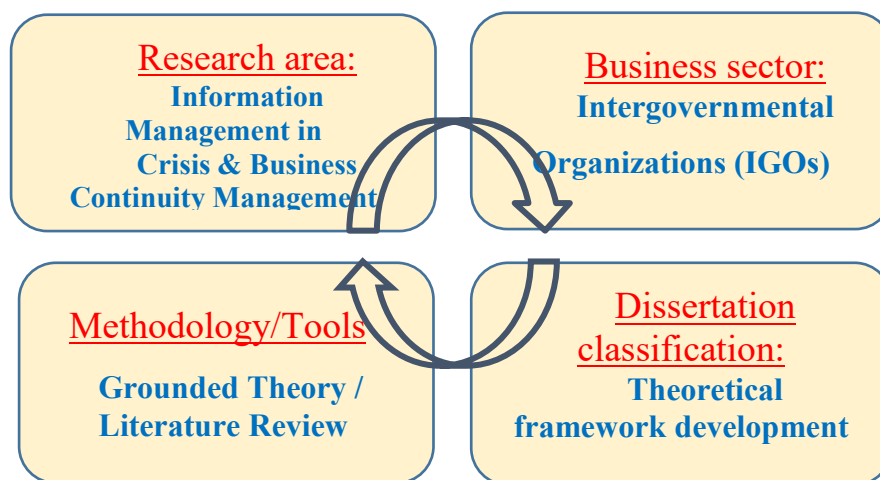 Research area:
Information
Management in
Crisis & Business
Continuity Management
Business sector:
Intergovernmental
Organizations (IGOs)
Methodology/Tools
Grounded Theory /
Literature Review
Dissertation
classification:
Theoretical
framework development